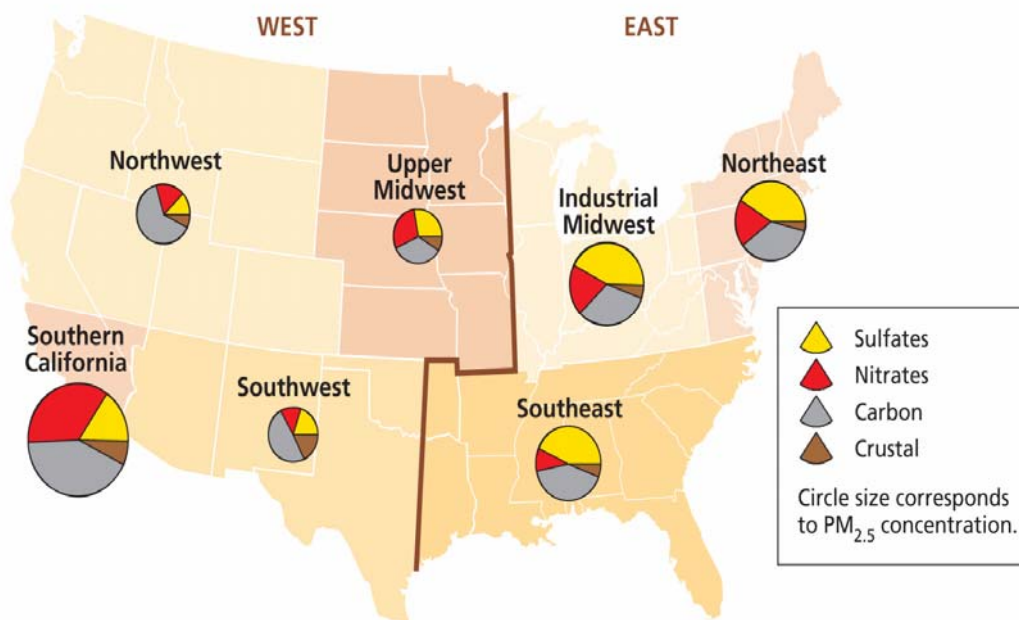 WEST
EAST
Northwest
Upper
Midwest
Northeast
Industrial
Midwest
Southern
California
Southwest
Southeast
Sulfates
Nitrates
Carbon
Crustal
Circle size corresponds
to PM2.5 concentration.